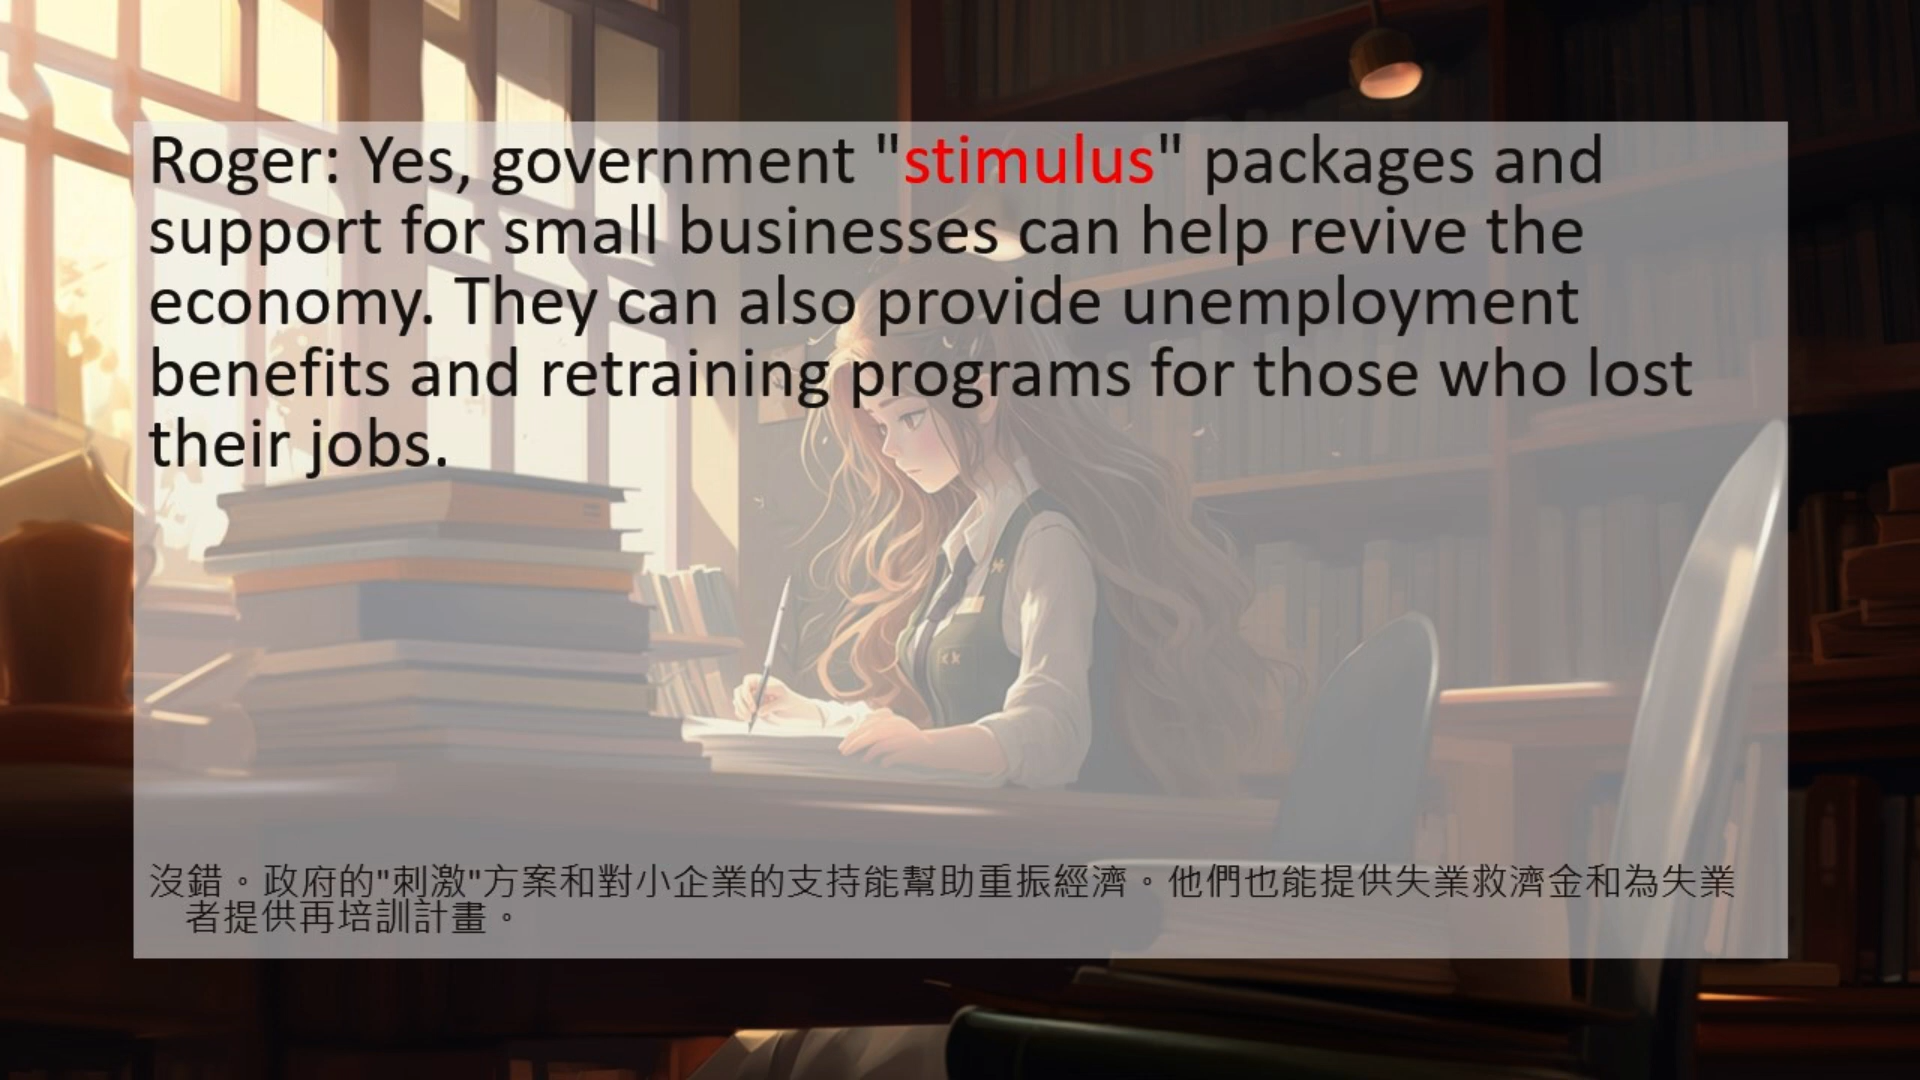 Roger: Yes, government "stimulus" packages and
support for small businesses can help revive the
economy. They can also provide unemployment
benefits and retraining programs for those who lost
their jobs.
沒錯。政府的"刺激"方案和對小企業的支持能幫助重振經濟。他們也能提供失業救濟金和為失業
者提供再培訓計畫。